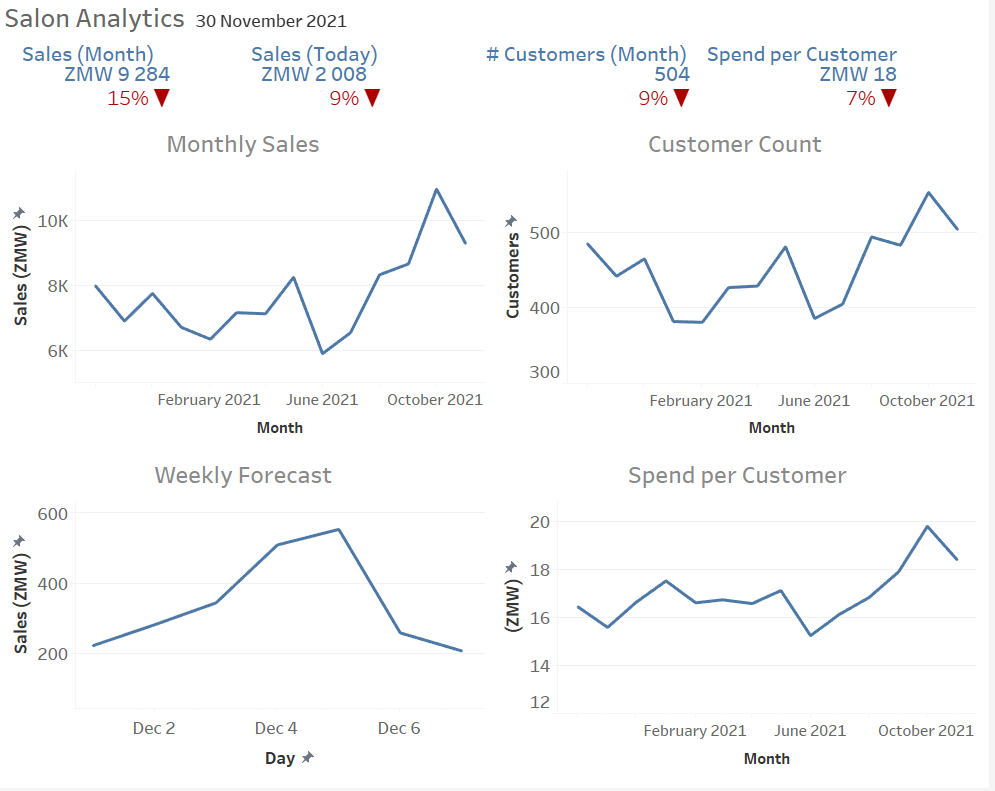 Salon Analytics 30 November 2021
Sales (Month) Sales (Today) # Customers (Month) Spend per Customer
ZMW 9 284 ZMW 2 008 504 ZMW 18
15% ▼ 9% ▼ 9% ▼ 7% ▼
Monthly Sales
Sales (ZMW)
10K
8K
6K
February 2021 June 2021 October 2021
Month
Customer Count
Customers
500
400
300
February 2021 June 2021 October 2021
Month
Weekly Forecast
Sales (ZMW)
600
400
200
Dec 2 Dec 4 Dec 6
Day
Spend per Customer
(ZMW)
20
18
16
14
12
February 2021 June 2021 October 2021
Month